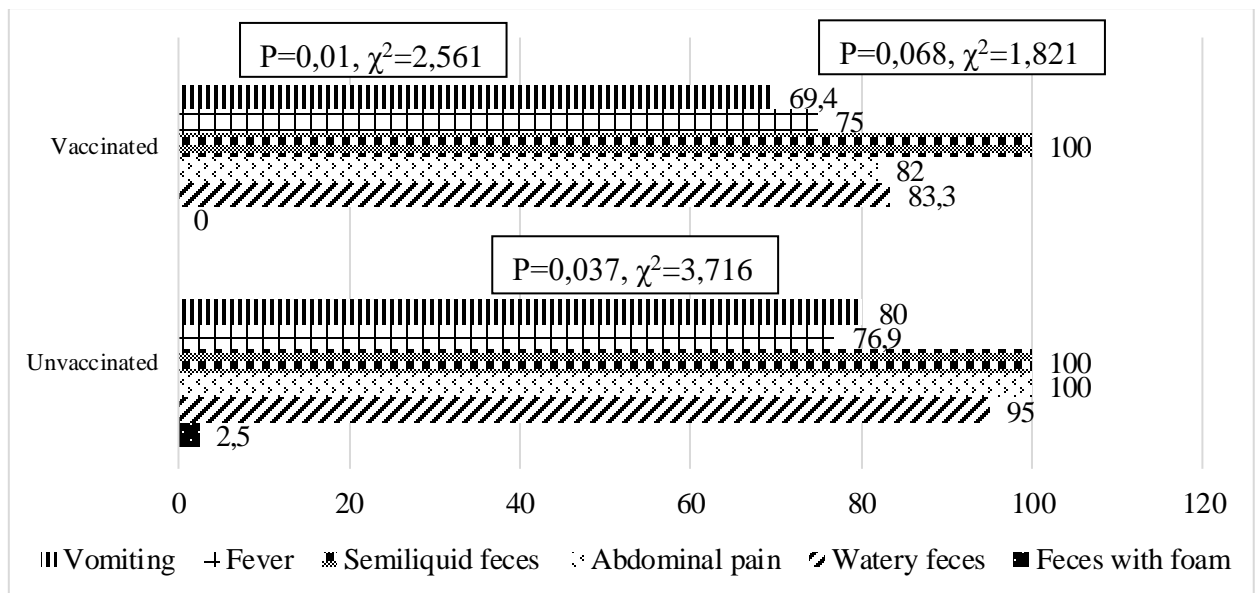 P=0,01, χ²=2,561
P=0,068, χ²=1,821
Vaccinated
69,4
75
100
82
83,3
0
P=0,037, χ²=3,716
Unvaccinated
80
76,9
100
100
95
2,5
0 20 40 60 80 100 120
Vomiting Fever Semiliquid feces Abdominal pain Watery feces Feces with foam